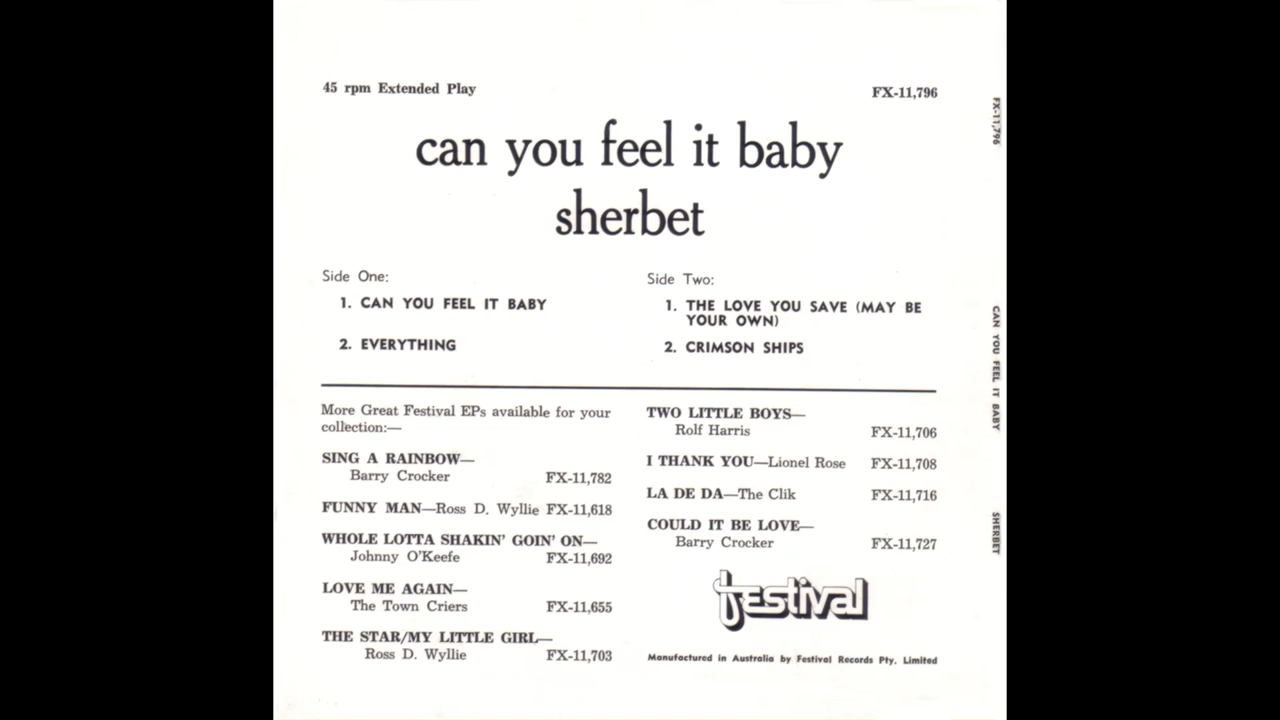 45 rpm Extended Play
FX-11,796
can you feel it baby
sherbet
Side One:
1. CAN YOU FEEL IT BABY
2. EVERYTHING
Side Two:
1. THE LOVE YOU SAVE (MAY BE
YOUR OWN)
2. CRIMSON SHIPS
More Great Festival EPs available for your
collection:—
SING A RAINBOW—
Barry Crocker FX-11,782
FUNNY MAN—Ross D. Wyllie FX-11,618
WHOLE LOTTA SHAKIN' GOIN' ON—
Johnny O'Keefe FX-11,692
LOVE ME AGAIN—
The Town Criers FX-11,655
THE STAR/MY LITTLE GIRL—
Ross D. Wyllie FX-11,703
TWO LITTLE BOYS—
Rolf Harris FX-11,706
I THANK YOU—Lionel Rose FX-11,708
LA DE DA—The Clik FX-11,716
COULD IT BE LOVE—
Barry Crocker FX-11,727
festival
Manufactured in Australia by Festival Records Pty. Limited
FX-11,796
CAN YOU FEEL IT BABY
SHERBET